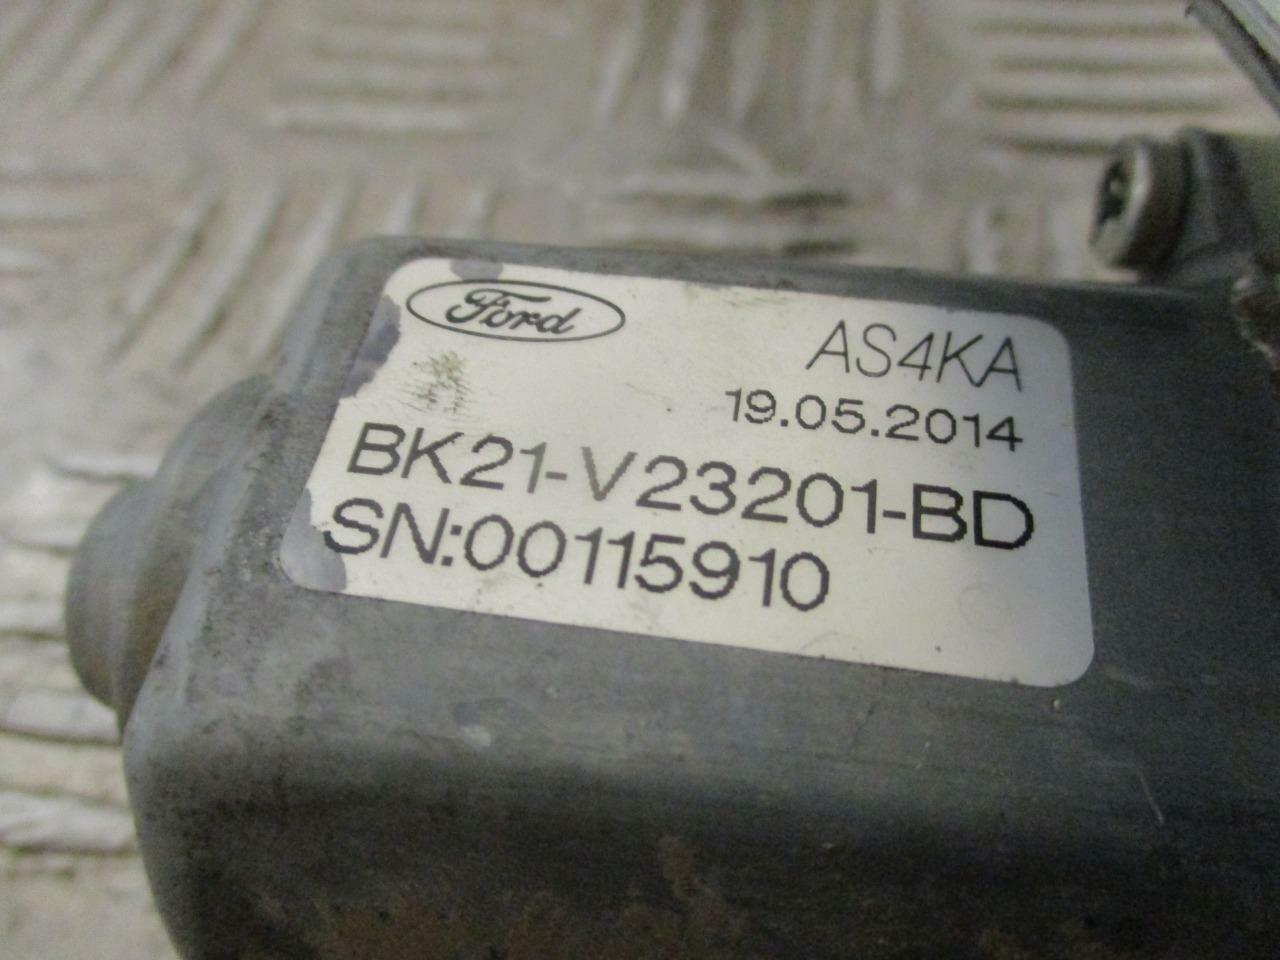 Ford
AS4KA
19.05.2014
BK21-V23201-BD
SN:00115910